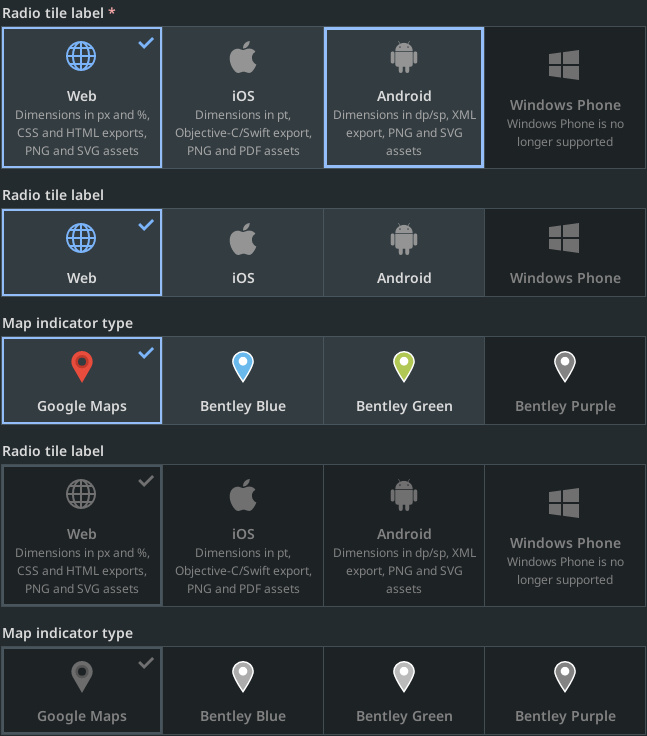 Radio tile label *
Web
Dimensions in px and %,
CSS and HTML exports,
PNG and SVG assets
iOS
Dimensions in pt,
Objective-C/Swift export,
PNG and PDF assets
Android
Dimensions in dp/sp, XML
export, PNG and SVG
assets
Windows Phone
Windows Phone is no
longer supported
Radio tile label
Web
iOS
Android
Windows Phone
Map indicator type
Google Maps
Bentley Blue
Bentley Green
Bentley Purple
Radio tile label
Web
Dimensions in px and %,
CSS and HTML exports,
PNG and SVG assets
iOS
Dimensions in pt,
Objective-C/Swift export,
PNG and PDF assets
Android
Dimensions in dp/sp, XML
export, PNG and SVG
assets
Windows Phone
Windows Phone is no
longer supported
Map indicator type
Google Maps
Bentley Blue
Bentley Green
Bentley Purple